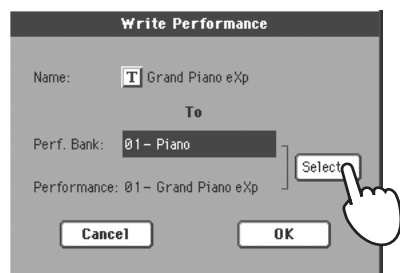 Write Performance
Name: T Grand Piano eXp
To
Perf. Bank: 01- Piano
Select
Performance: 01- Grand Piano eXp
Cancel OK